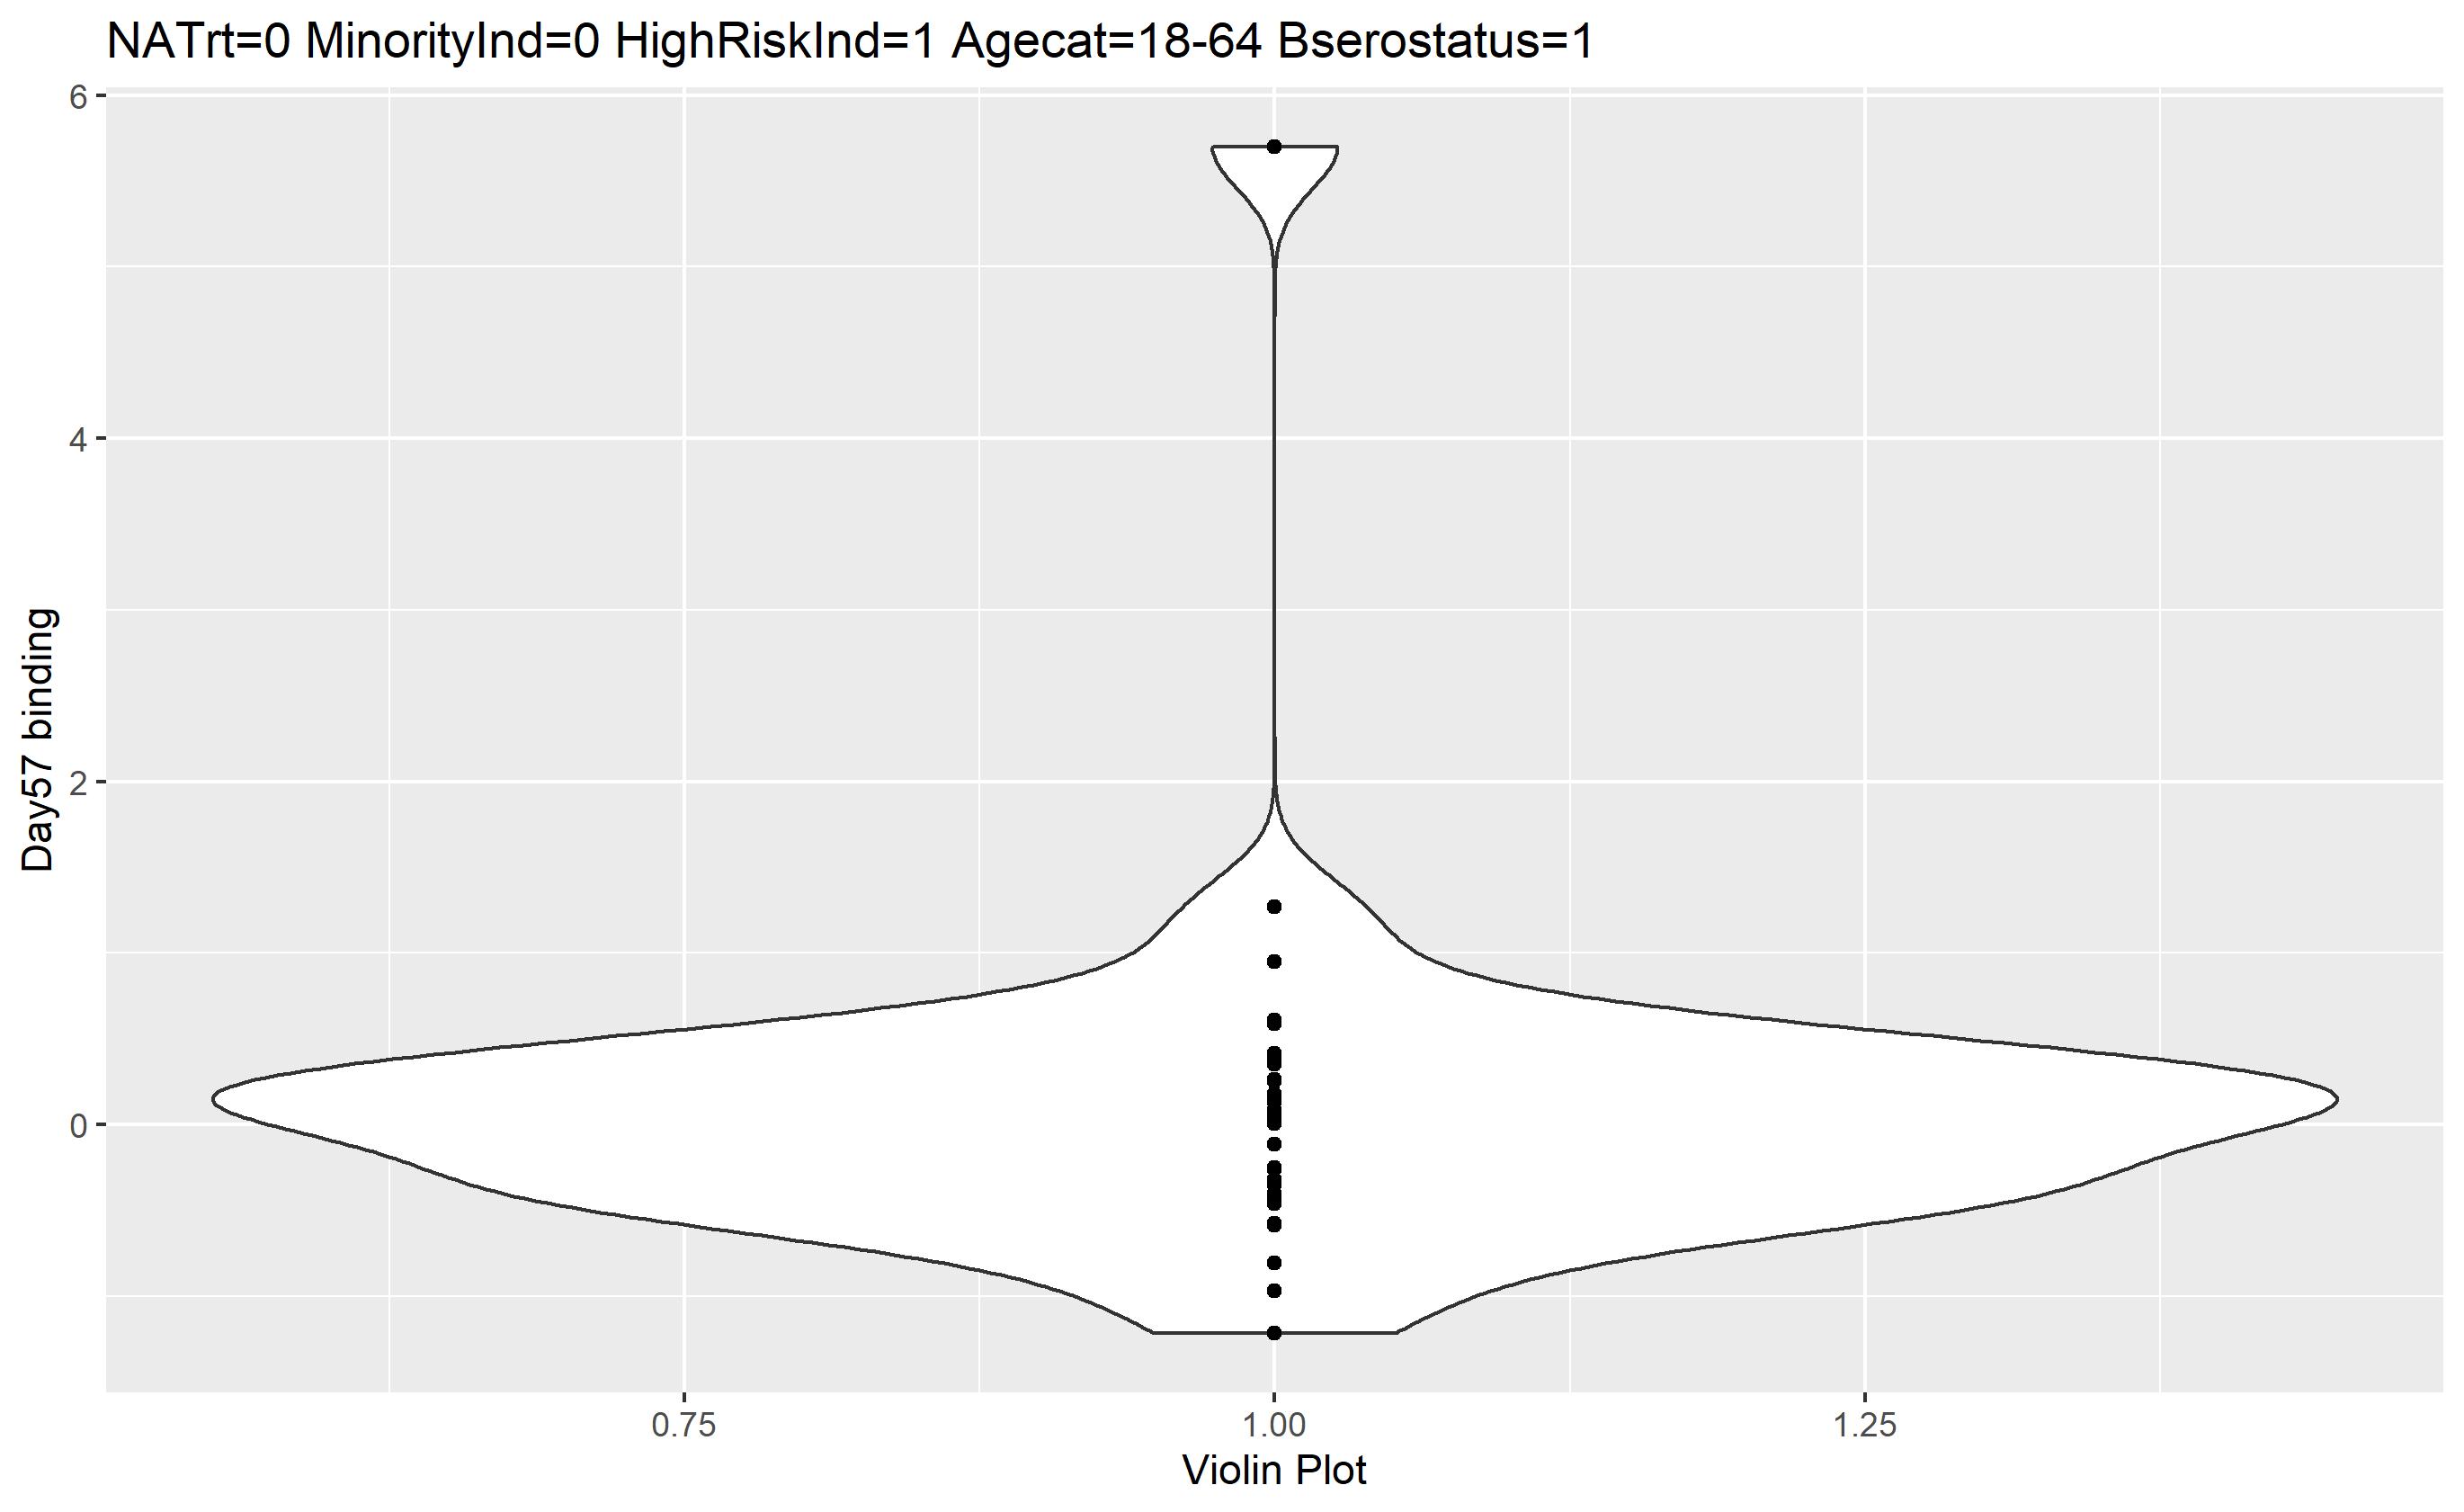 NATrt=0 MinorityInd=0 HighRiskInd=1 Agecat=18-64 Bserostatus=1
6
4
2
0
Day57 binding
0.75 1.00 1.25
Violin Plot